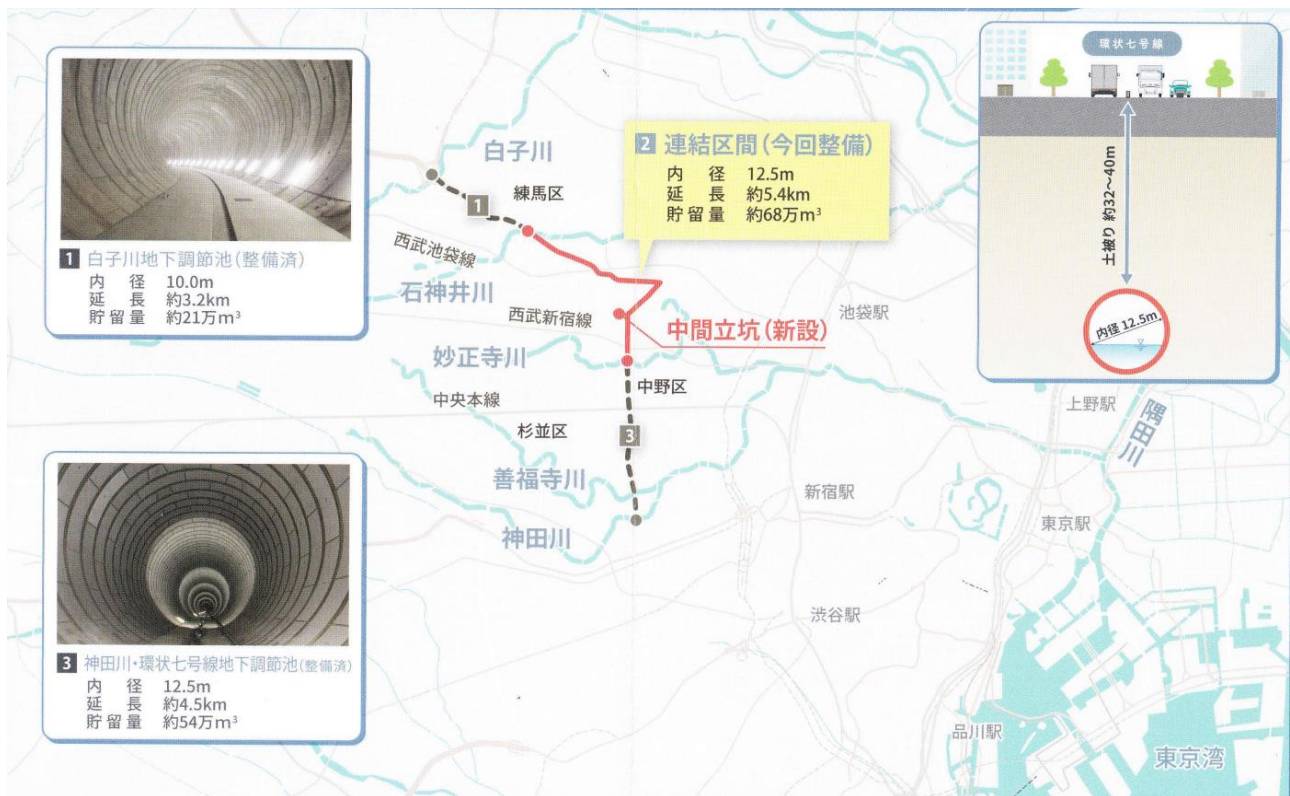 1 白子川地下調節池(整備済)
内 径 10.0m
延 長 約3.2km
貯留量 約21万m³
白子川
練馬区
1
西武池袋線
石神井川
西武新宿線
2 連結区間(今回整備)
内 径 12.5m
延 長 約5.4km
貯留量 約68万m³
中間立坑(新設)
池袋駅
妙正寺川
中野区
中央本線
杉並区
3
善福寺川
神田川
新宿駅
渋谷駅
上野駅
隅田川
東京駅
品川駅
東京湾
環状七号線
土被り 約32~40m
内径 12.5m
3 神田川・環状七号線地下調節池(整備済)
内 径 12.5m
延 長 約4.5km
貯留量 約54万m³